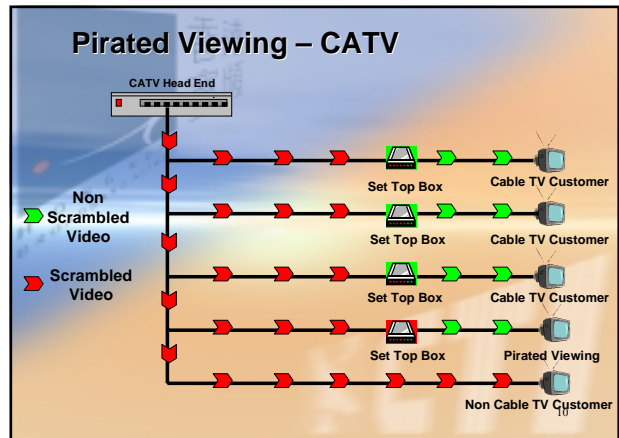 Pirated Viewing – CATV
CATV Head End
Set Top Box
Cable TV Customer
Non
Scrambled
Video
Set Top Box
Cable TV Customer
Scrambled
Video
Set Top Box
Cable TV Customer
Set Top Box
Pirated Viewing
Non Cable TV Customer
10